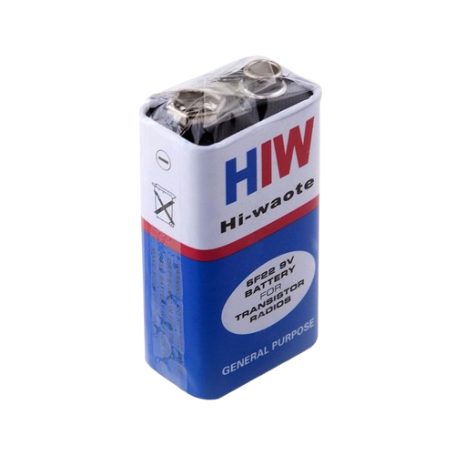 HIW
Hi-waote
6F22 9V
BATTERY
FOR
TRANSISTOR
RADIOS
GENERAL PURPOSE